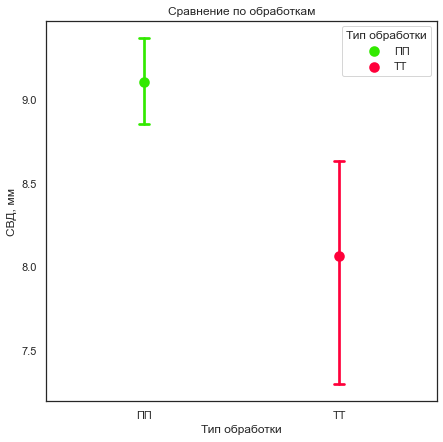 Сравнение по обработкам
Тип обработки
ПП
ТТ
СВД, мм
9.0
8.5
8.0
7.5
ПП
ТТ
Тип обработки